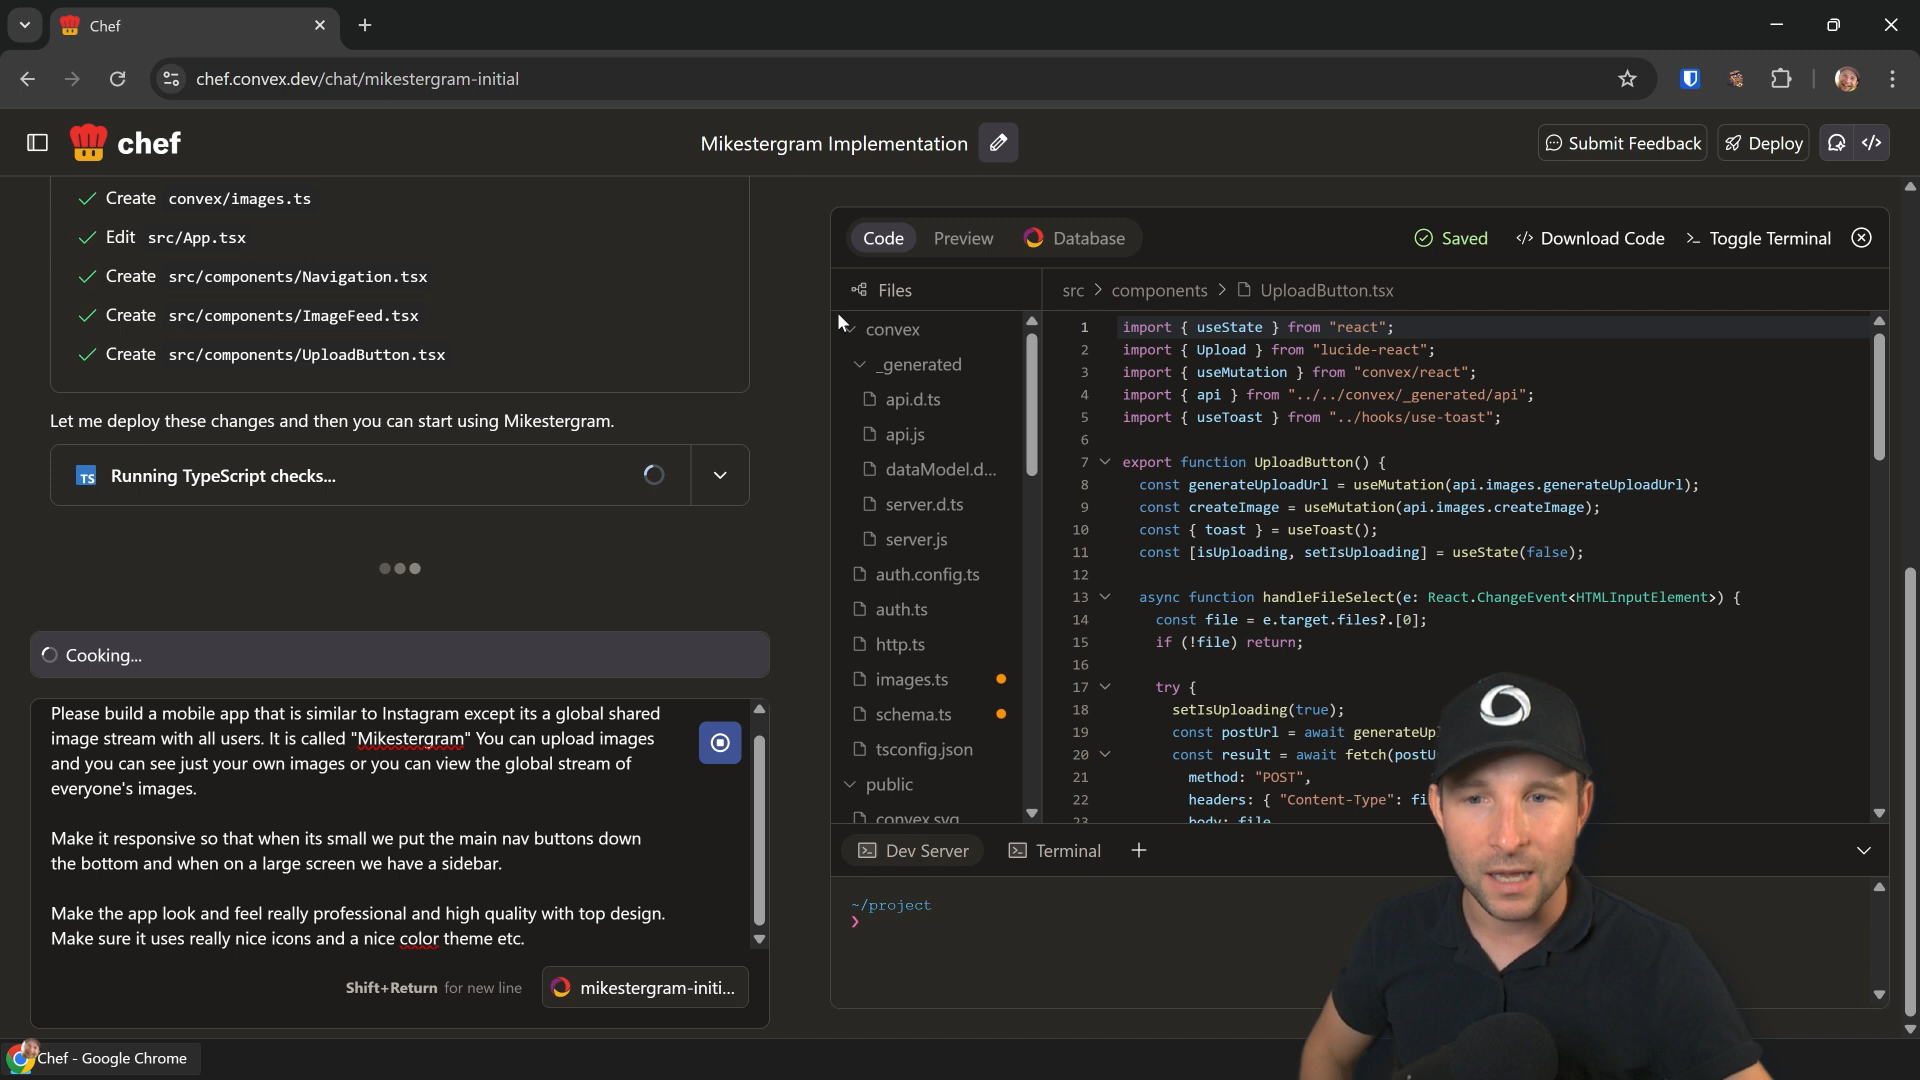 Chef
chef.convex.dev/chat/mikestergram-initial
chef
Mikestergram Implementation
Submit Feedback
Deploy
Create convex/images.ts
Edit src/App.tsx
Create src/components/Navigation.tsx
Create src/components/ImageFeed.tsx
Create src/components/UploadButton.tsx
Let me deploy these changes and then you can start using Mikestergram.
TS Running TypeScript checks...
Cooking...
Please build a mobile app that is similar to Instagram except its a global shared
image stream with all users. It is called "Mikestergram" You can upload images
and you can see just your own images or you can view the global stream of
everyone's images.
Make it responsive so that when its small we put the main nav buttons down
the bottom and when on a large screen we have a sidebar.
Make the app look and feel really professional and high quality with top design.
Make sure it uses really nice icons and a nice color theme etc.
Shift+Return for new line
mikestergram-initi...
Code
Preview
Database
Saved
Download Code
Toggle Terminal
Files
convex
_generated
api.d.ts
api.js
dataModel.d...
server.d.ts
server.js
auth.config.ts
auth.ts
http.ts
images.ts
schema.ts
tsconfig.json
public
convex.svg
src > components > UploadButton.tsx
1 import { useState } from "react";
2 import { Upload } from "lucide-react";
3 import { useMutation } from "convex/react";
4 import { api } from "../../convex/_generated/api";
5 import { useToast } from "../hooks/use-toast";
6
7 export function UploadButton() {
8 const generateUploadUrl = useMutation(api.images.generateUploadUrl);
9 const createImage = useMutation(api.images.createImage);
10 const { toast } = useToast();
11 const [isUploading, setIsUploading] = useState(false);
12
13 async function handleFileSelect(e: React.ChangeEvent<HTMLInputElement>) {
14 const file = e.target.files?.[0];
15 if (!file) return;
16
17 try {
18 setIsUploading(true);
19 const postUrl = await generateUpl
20 const result = await fetch(postU
21 method: "POST",
22 headers: { "Content-Type": fi
23 body: file
Dev Server
Terminal
~/project
❯
Chef - Google Chrome